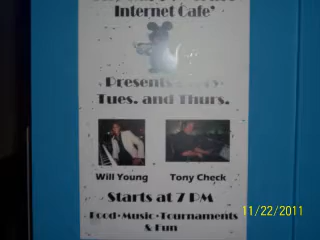 Internet Cafe'
Presents
Tues. and Thurs.
Will Young Tony Check
Starts at 7 PM
Food·Music·Tournaments
& Fun
11/22/2011